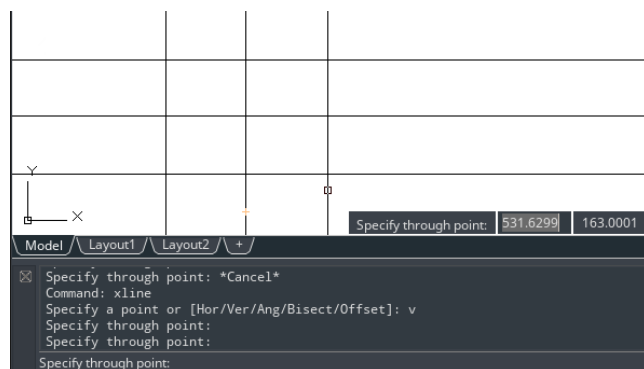 Y
X
Specify through point: 531.6299 163.0001
Model Layout1 Layout2 +
Specify through point: *Cancel*
Command: xline
Specify a point or [Hor/Ver/Ang/Bisect/Offset]: v
Specify through point:
Specify through point:
Specify through point: